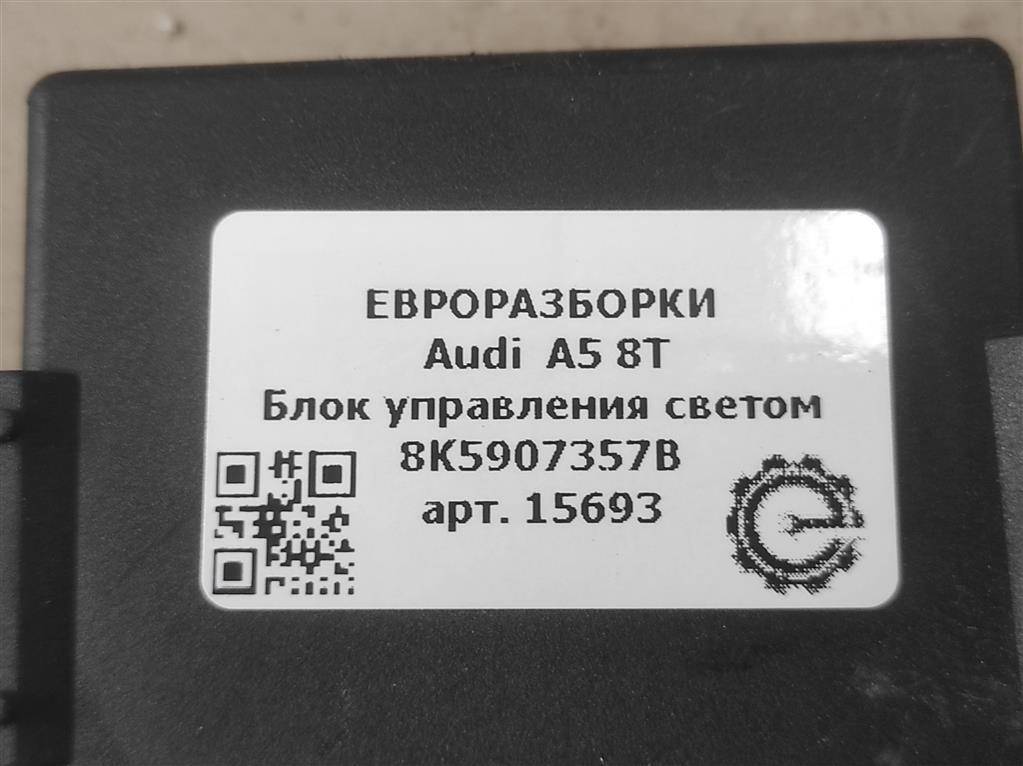 ЕВРОРАЗБОРКИ
Audi A5 8T
Блок управления светом
8K5907357B
арт. 15693